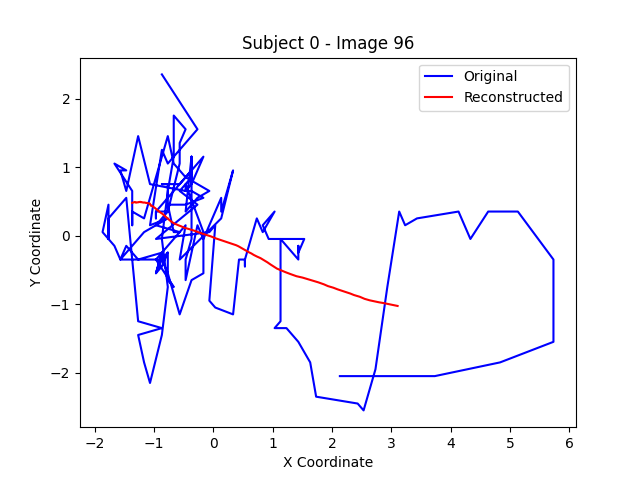 Subject 0 - Image 96
Original
Reconstructed
Y Coordinate
2
1
0
−1
−2
−2 −1 0 1 2 3 4 5 6
X Coordinate